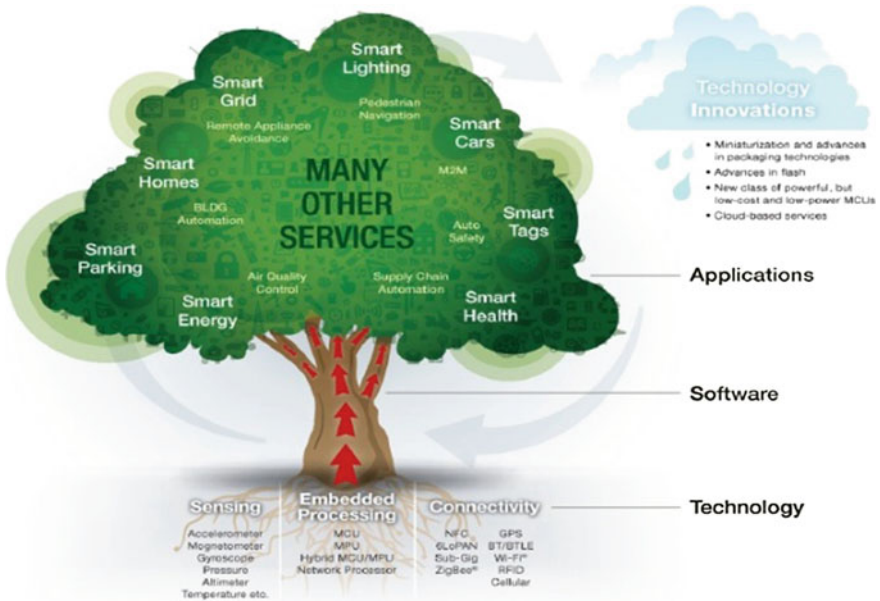 Smart
Lighting
Smart
Grid
Pedestrian
Navigation
Remote Appliance
Avoidance
Smart
Cars
Smart
Homes
M2M
MANY
OTHER
SERVICES
BLDG
Automation
Smart
Tags
Auto
Safety
Smart
Parking
Air Quality
Control
Supply Chain
Automation
Smart
Energy
Smart
Health
Technology
Innovations
• Miniaturization and advances
in packaging technologies
• Advances in flash
• New class of powerful, but
low-cost and low-power MCUs
• Cloud-based services
Applications
Software
Technology
Sensing
Accelerometer
Magnetometer
Gyroscope
Pressure
Altimeter
Temperature etc.
Embedded
Processing
MCU
MPU
Hybrid MCU/MPU
Network Processor
Connectivity
NFC
6LoPAN
Sub-Gig
ZigBee®
GPS
BT/BTLE
Wi-Fi®
RFID
Cellular